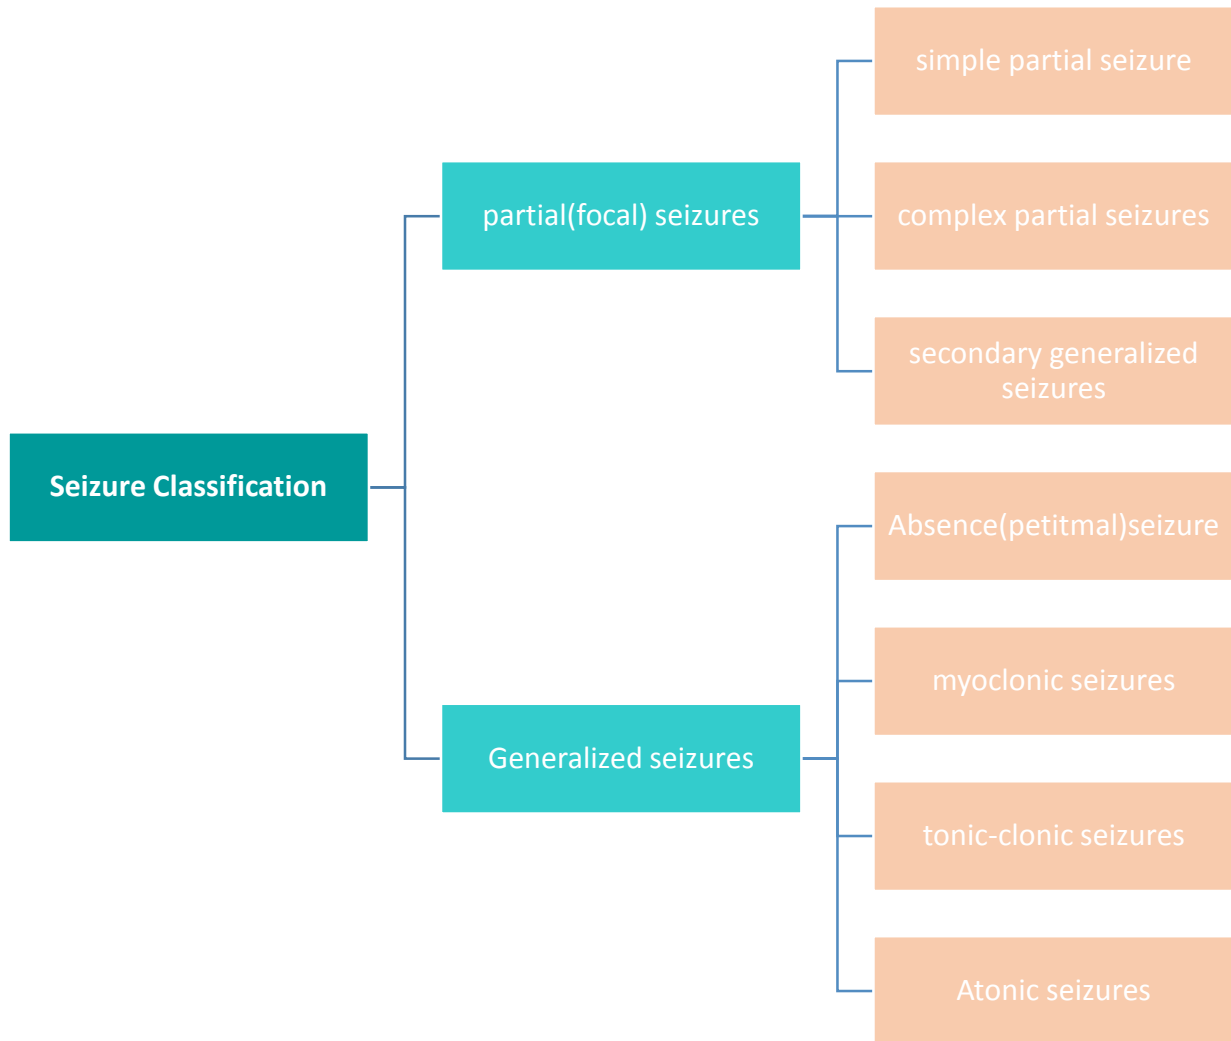 simple partial seizure
partial(focal) seizures
complex partial seizures
secondary generalized
seizures
Seizure Classification
Absence(petitmal)seizure
myoclonic seizures
Generalized seizures
tonic-clonic seizures
Atonic seizures